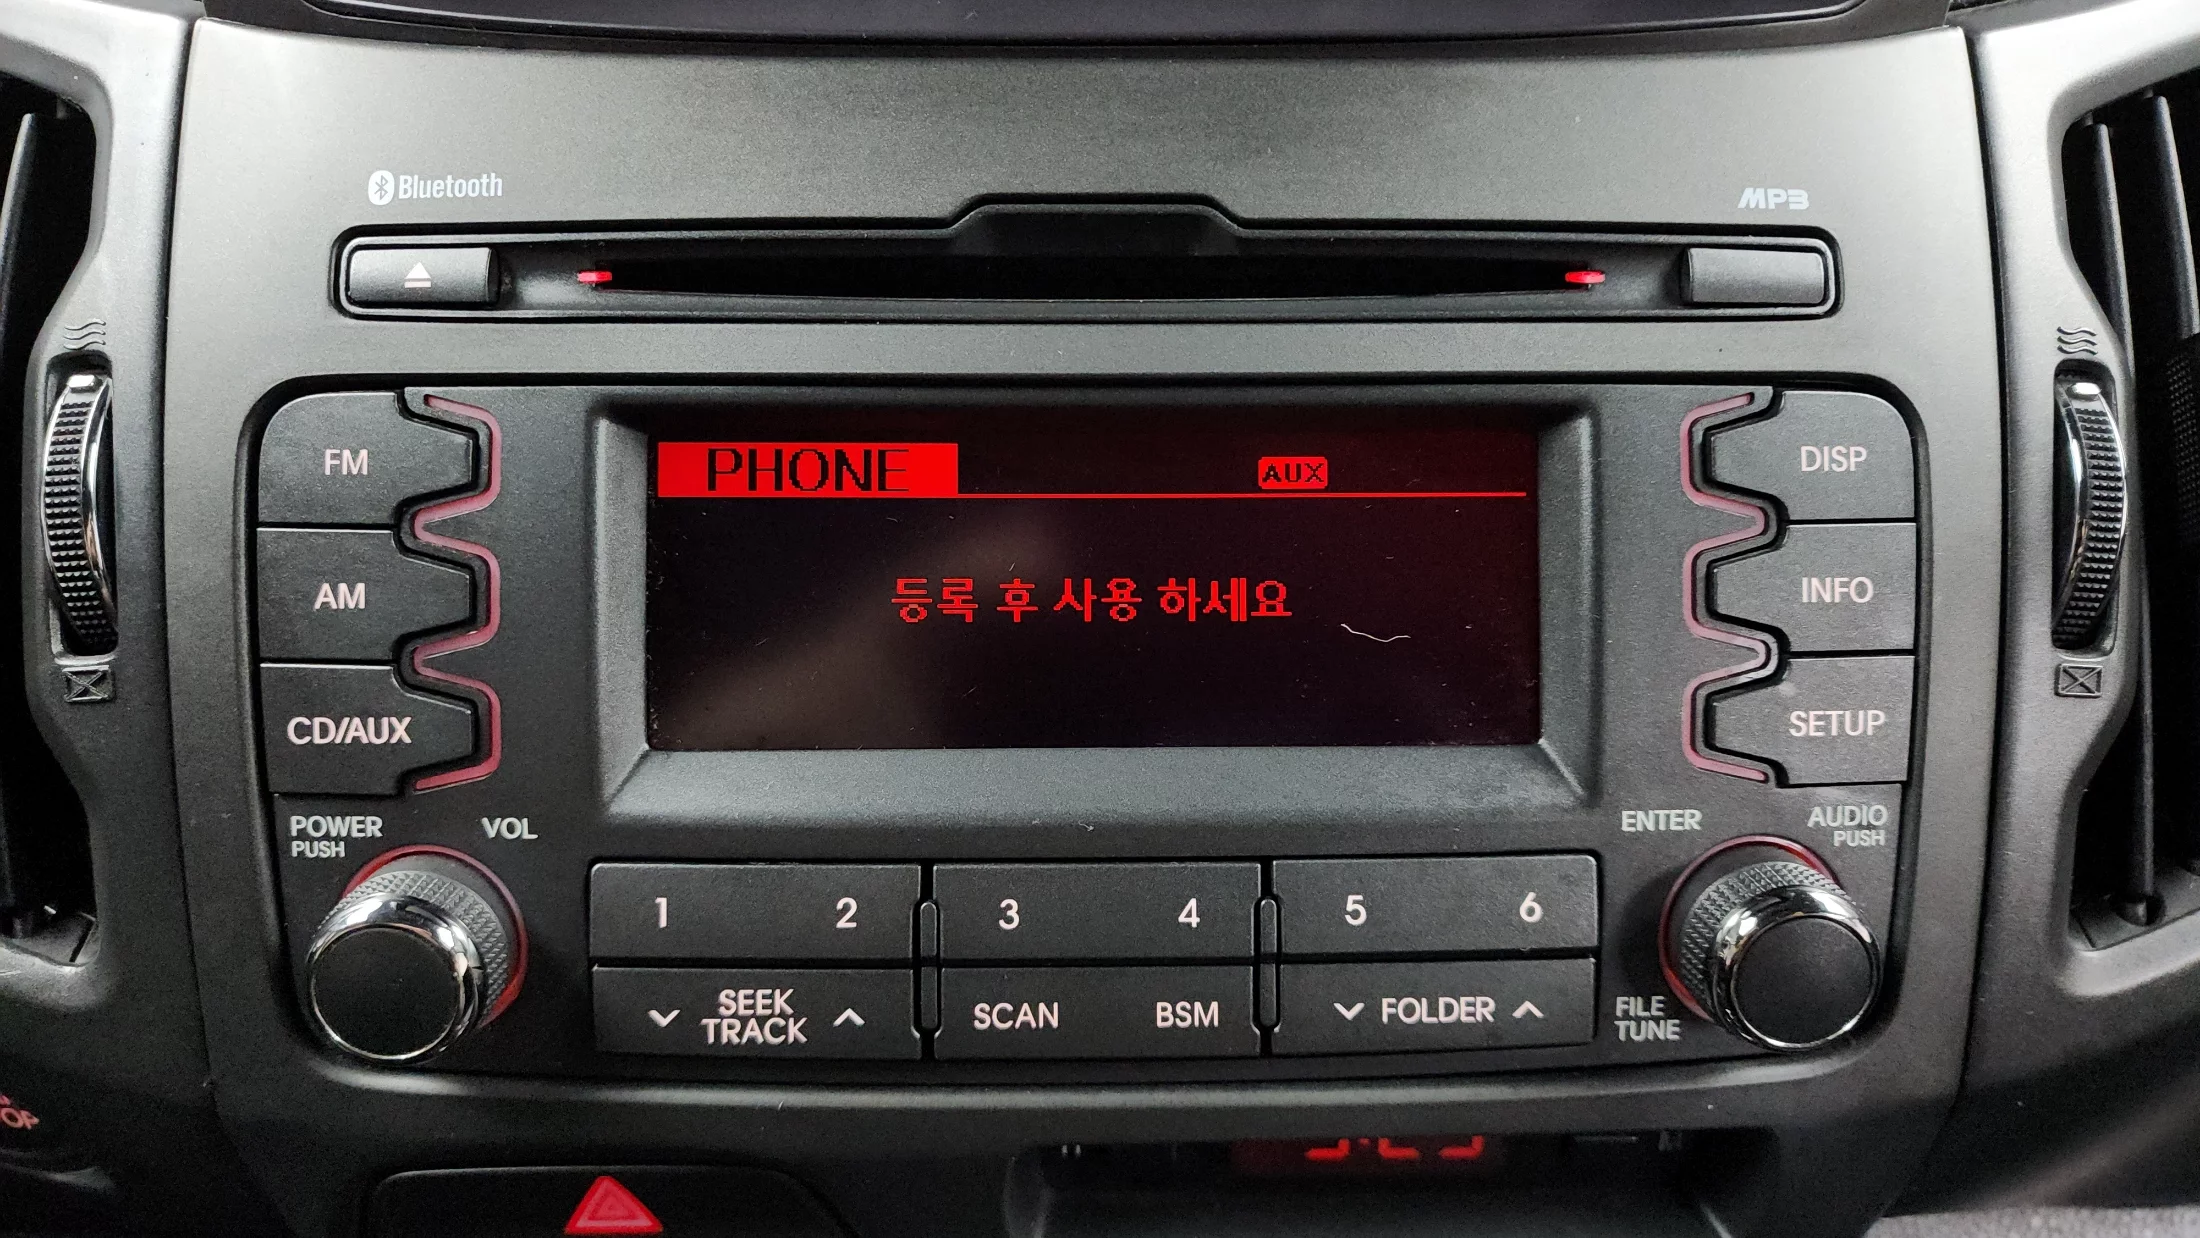 Bluetooth
MP3
FM
PHONE
AUX
DISP
AM
등록 후 사용 하세요
INFO
CD/AUX
SETUP
POWER
PUSH
VOL
ENTER
AUDIO
PUSH
1 2 3 4 5 6
SEEK
TRACK
SCAN
BSM
FOLDER
FILE
TUNE